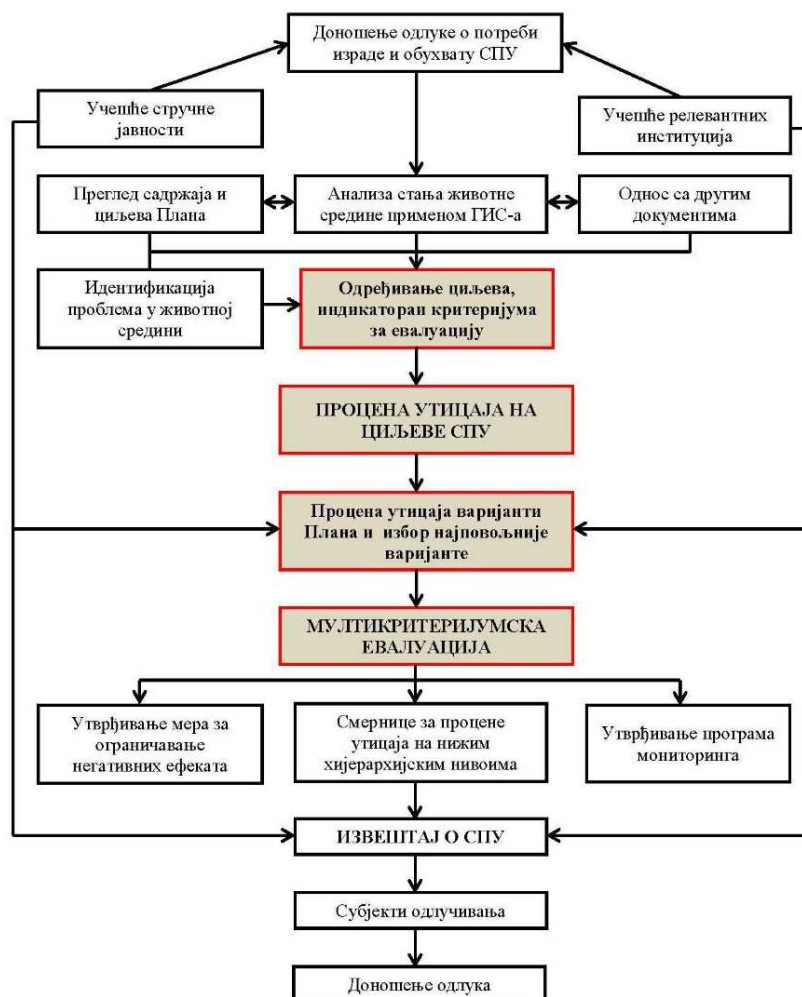 Доношење одлуке о потреби
израде и обухвату СПУ
Учешће стручне
јавности
Учешће релевантних
институција
Преглед садржаја и
циљева Плана
Анализа стања животне
средине применом ГИС-а
Однос са другим
документима
Идентификација
проблема у животној
средини
Одређивање циљева,
индикатораи критеријума
за евалуацију
ПРОЦЕНА УТИЦАЈА НА
ЦИЉЕВЕ СПУ
Процена утицаја варијанти
Плана и избор најповољније
варијанте
МУЛТИКРИТЕРИЈУМСКА
ЕВАЛУАЦИЈА
Утврђивање мера за
ограничавање
негативних ефеката
Смернице за процене
утицаја на нижим
хијерархијским нивоима
Утврђивање програма
мониторинга
ИЗВЕШТАЈ О СПУ
Субјекти одлучивања
Доношење одлука